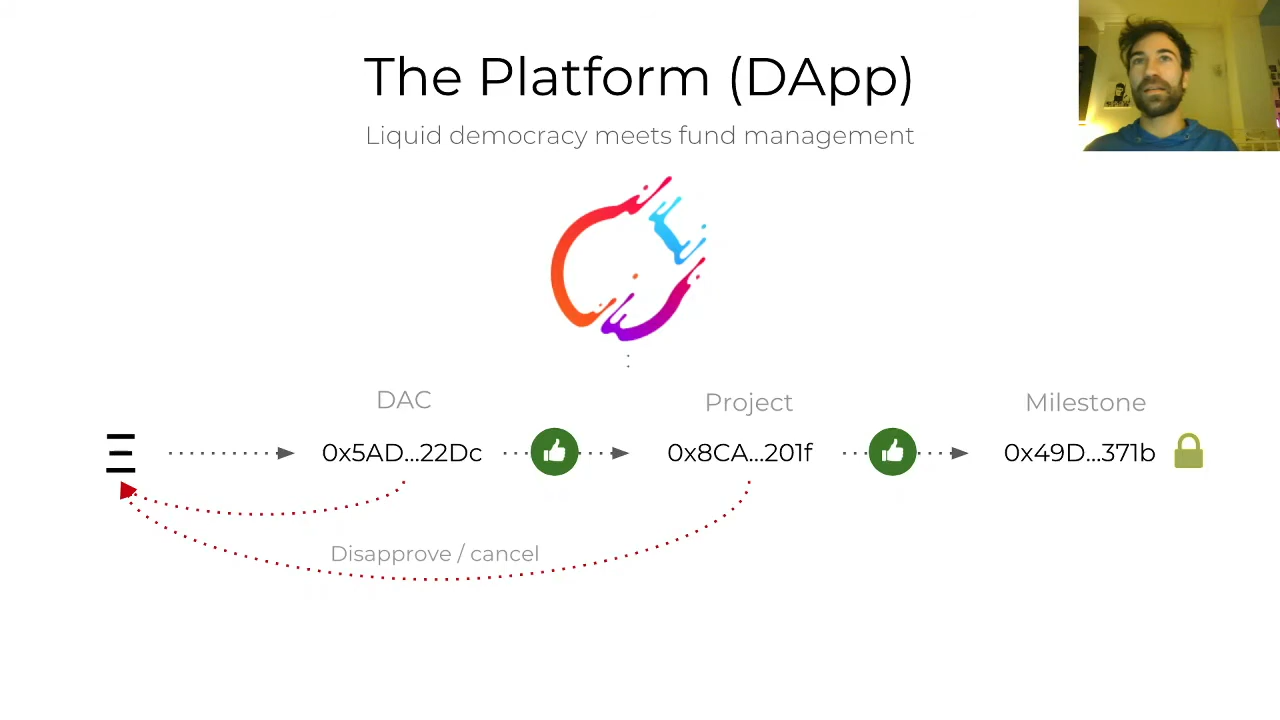 The Platform (DApp)
Liquid democracy meets fund management
DAC
Project
Milestone
Ξ
0x5AD...22Dc
0x8CA...201f
0x49D...371b
Disapprove / cancel